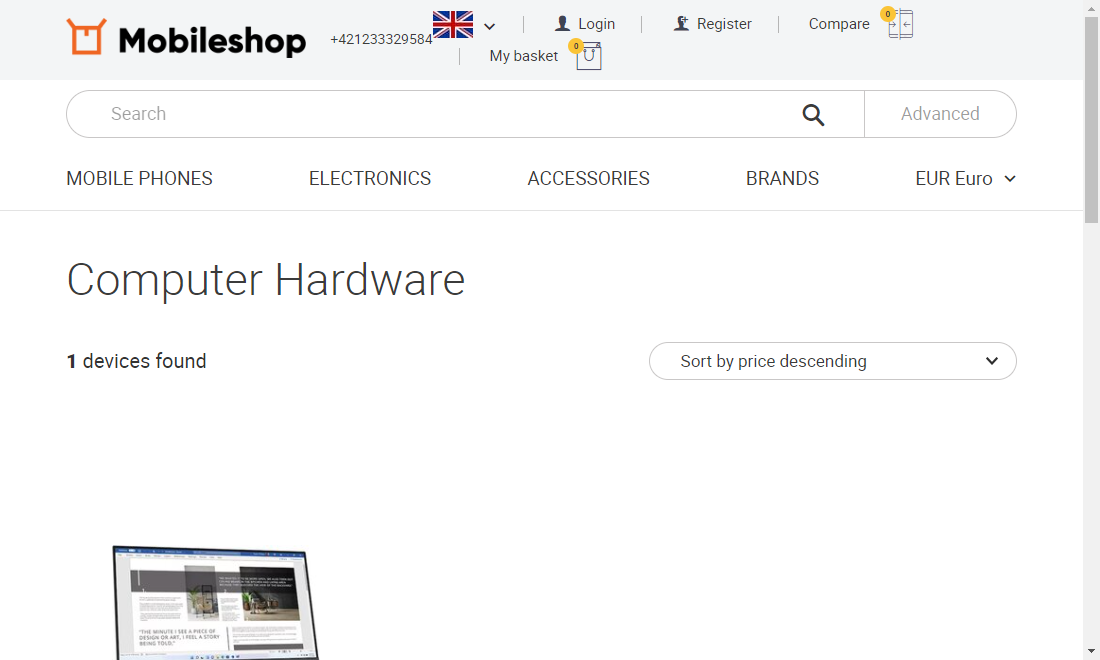 Mobileshop
+421233329584
Login
Register
Compare
0
My basket
0
Search
Advanced
MOBILE PHONES
ELECTRONICS
ACCESSORIES
BRANDS
EUR Euro
Computer Hardware
1 devices found
Sort by price descending
"THE MINUTE I SEE A PIECE OF
DESIGN OR ART, I FEEL A STORY
BEING TOLD."